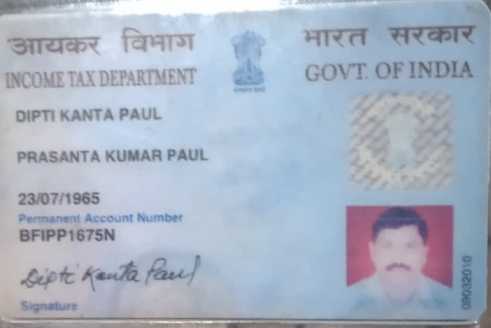 आयकर विभाग
भारत सरकार
INCOME TAX DEPARTMENT
GOVT. OF INDIA
DIPTI KANTA PAUL
PRASANTA KUMAR PAUL
23/07/1965
Permanent Account Number
BFIPP1675N
Dipti Kanta Paul
Signature
09032010